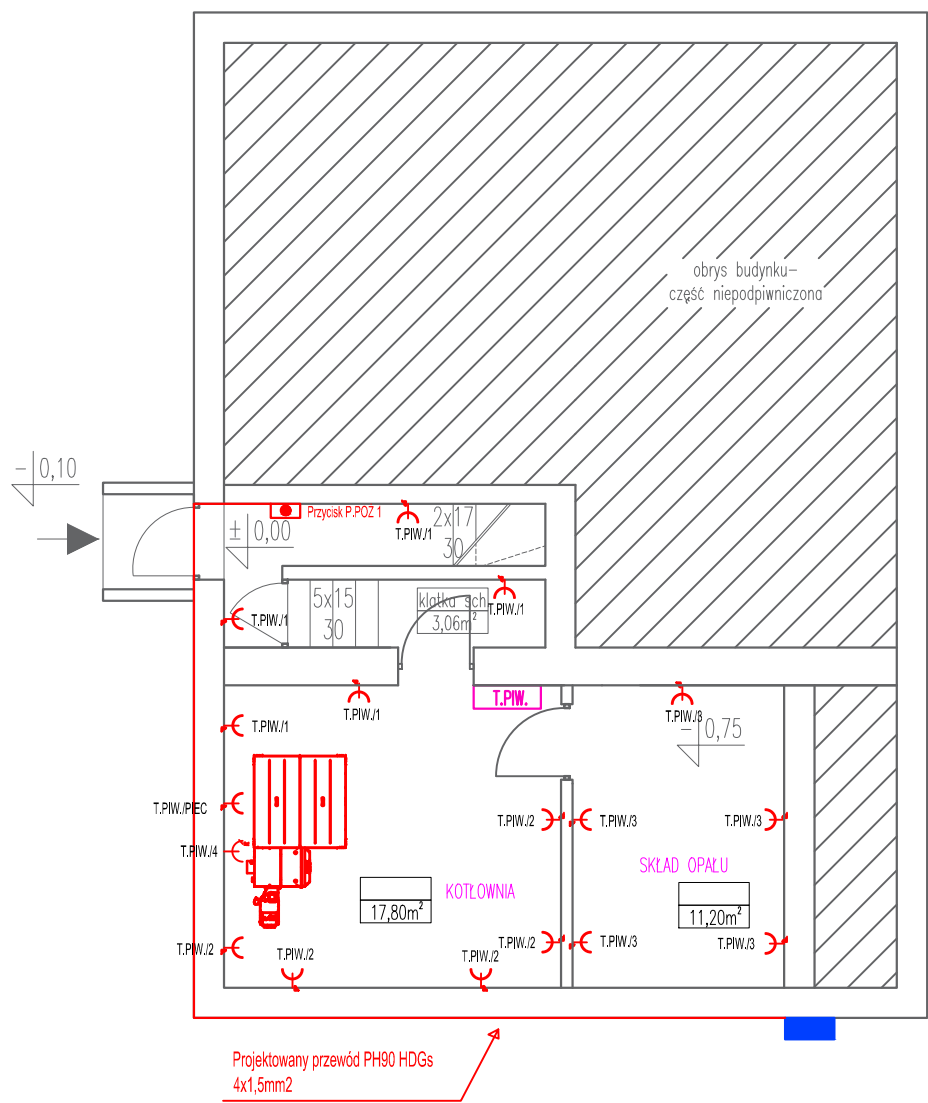 obrys budynku–
część niepodpiwniczona
– 0,10
Przycisk P.POZ 1
± 0,00
T.PIW./1
2x17
30
T.PIW./1
5x15
30
klatka sch.
3,06m²
T.PIW./1
T.PIW./1
T.PIW.
T.PIW./3
– 0,75
T.PIW./1
T.PIW./PIEC
T.PIW./2
T.PIW./3
T.PIW./3
T.PIW./4
SKŁAD OPAŁU
KOTŁOWNIA
17,80m²
11,20m²
T.PIW./2
T.PIW./2
T.PIW./2
T.PIW./2
T.PIW./3
T.PIW./3
Projektowany przewód PH90 HDGs
4x1,5mm2